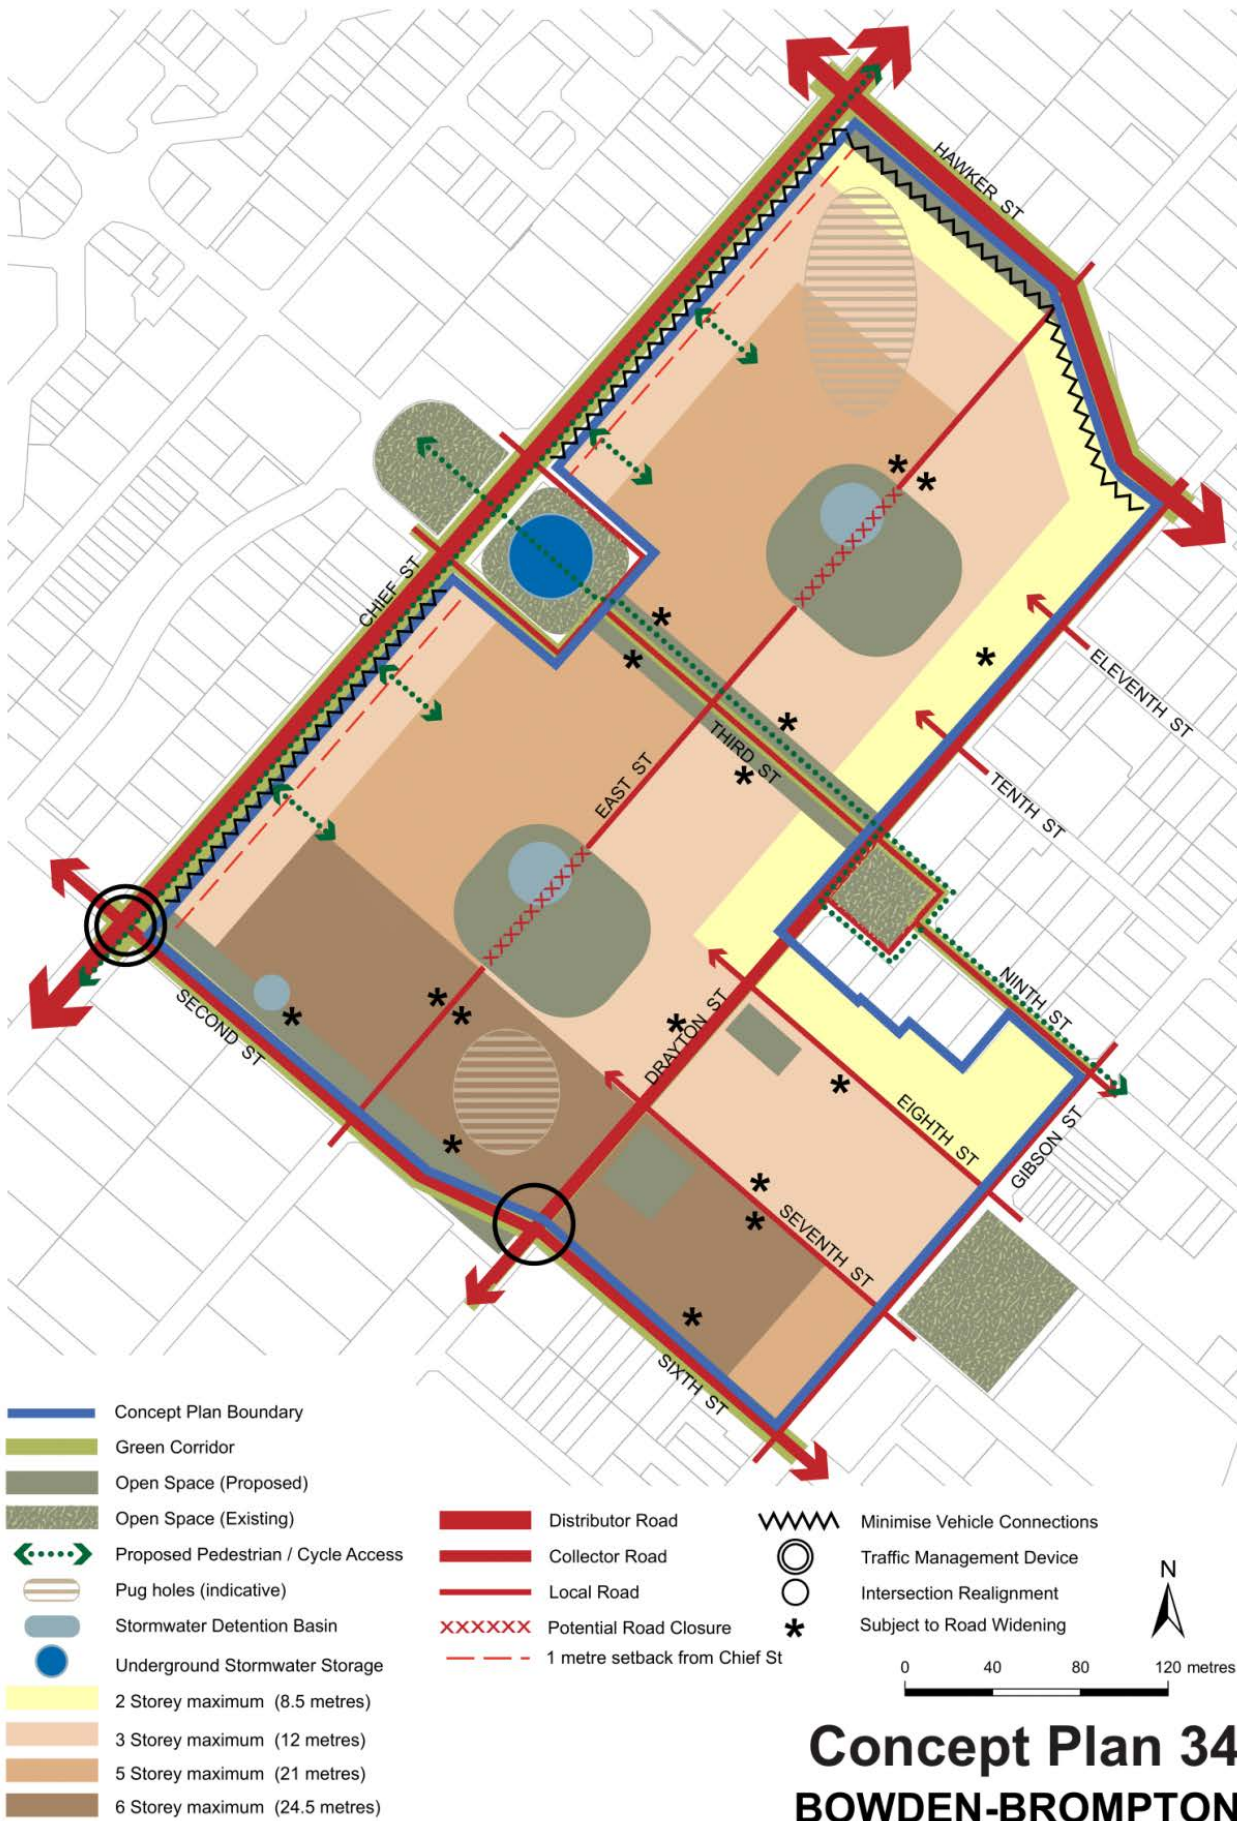 HAWKER ST
CHIEF ST
ELEVENTH ST
THIRD ST
EAST ST
TENTH ST
NINTH ST
SECOND ST
DRAYTON ST
EIGHTH ST
GIBSON ST
SEVENTH ST
SIXTH ST
Concept Plan Boundary
Green Corridor
Open Space (Proposed)
Open Space (Existing)
Proposed Pedestrian / Cycle Access
Pug holes (indicative)
Stormwater Detention Basin
Underground Stormwater Storage
2 Storey maximum (8.5 metres)
3 Storey maximum (12 metres)
5 Storey maximum (21 metres)
6 Storey maximum (24.5 metres)
Distributor Road
Collector Road
Local Road
Potential Road Closure
1 metre setback from Chief St
Minimise Vehicle Connections
Traffic Management Device
Intersection Realignment
Subject to Road Widening
N
0 40 80 120 metres
Concept Plan 34
BOWDEN-BROMPTON